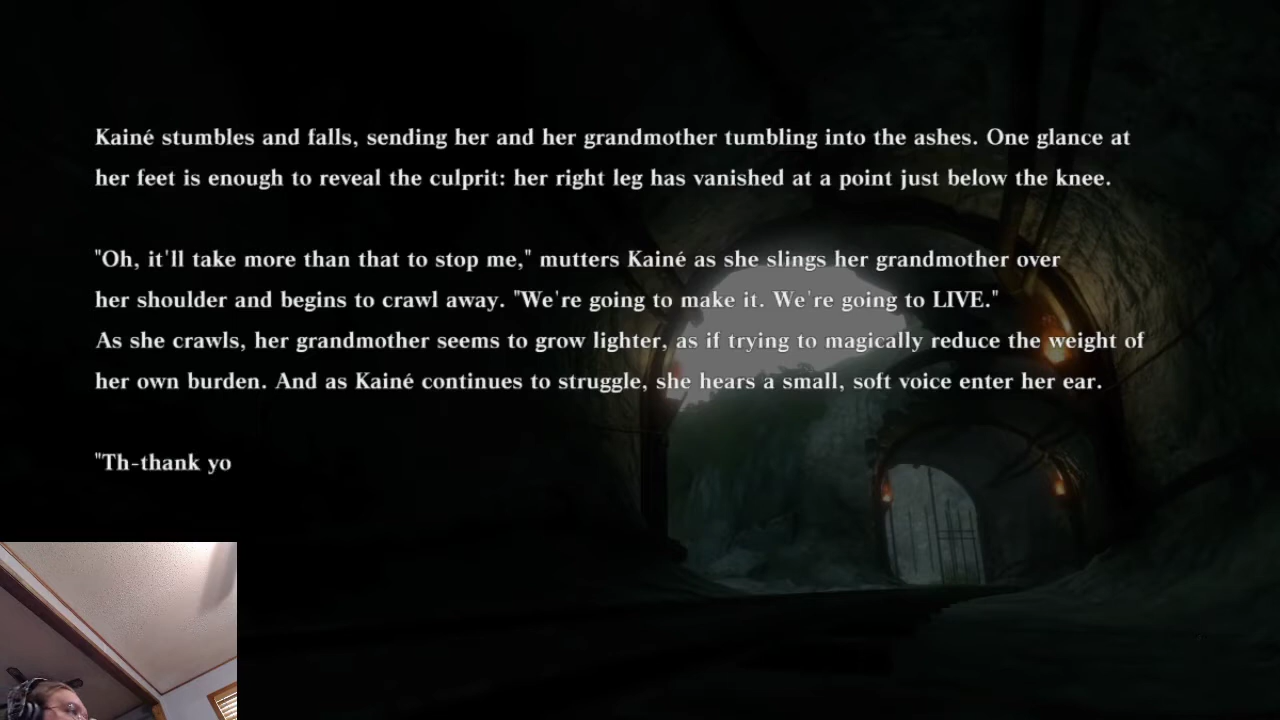 Kainé stumbles and falls, sending her and her grandmother tumbling into the ashes. One glance at
her feet is enough to reveal the culprit: her right leg has vanished at a point just below the knee.
"Oh, it'll take more than that to stop me," mutters Kainé as she slings her grandmother over
her shoulder and begins to crawl away. "We're going to make it. We're going to LIVE."
As she crawls, her grandmother seems to grow lighter, as if trying to magically reduce the weight of
her own burden. And as Kainé continues to struggle, she hears a small, soft voice enter her ear.
"Th-thank yo